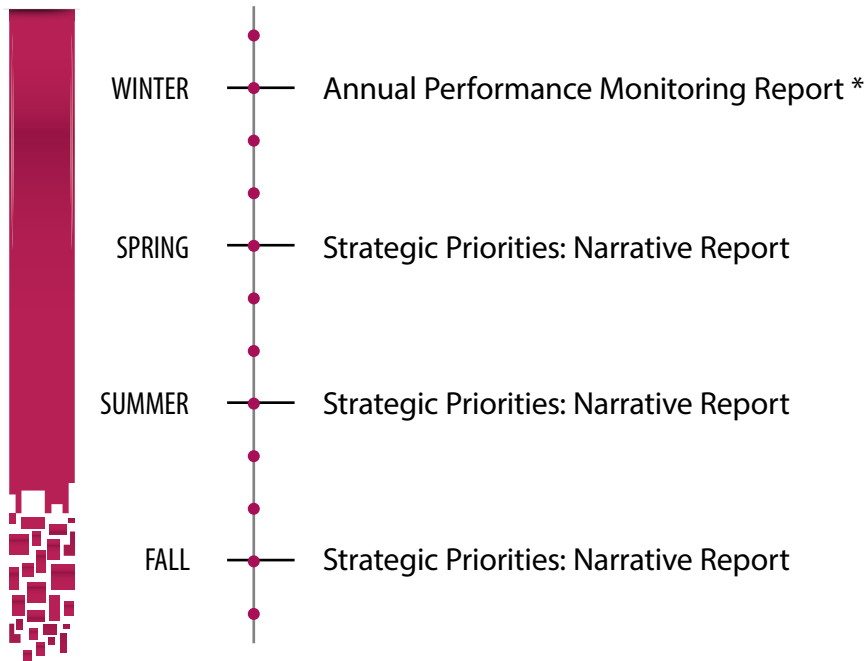 WINTER Annual Performance Monitoring Report *
SPRING Strategic Priorities: Narrative Report
SUMMER Strategic Priorities: Narrative Report
FALL Strategic Priorities: Narrative Report